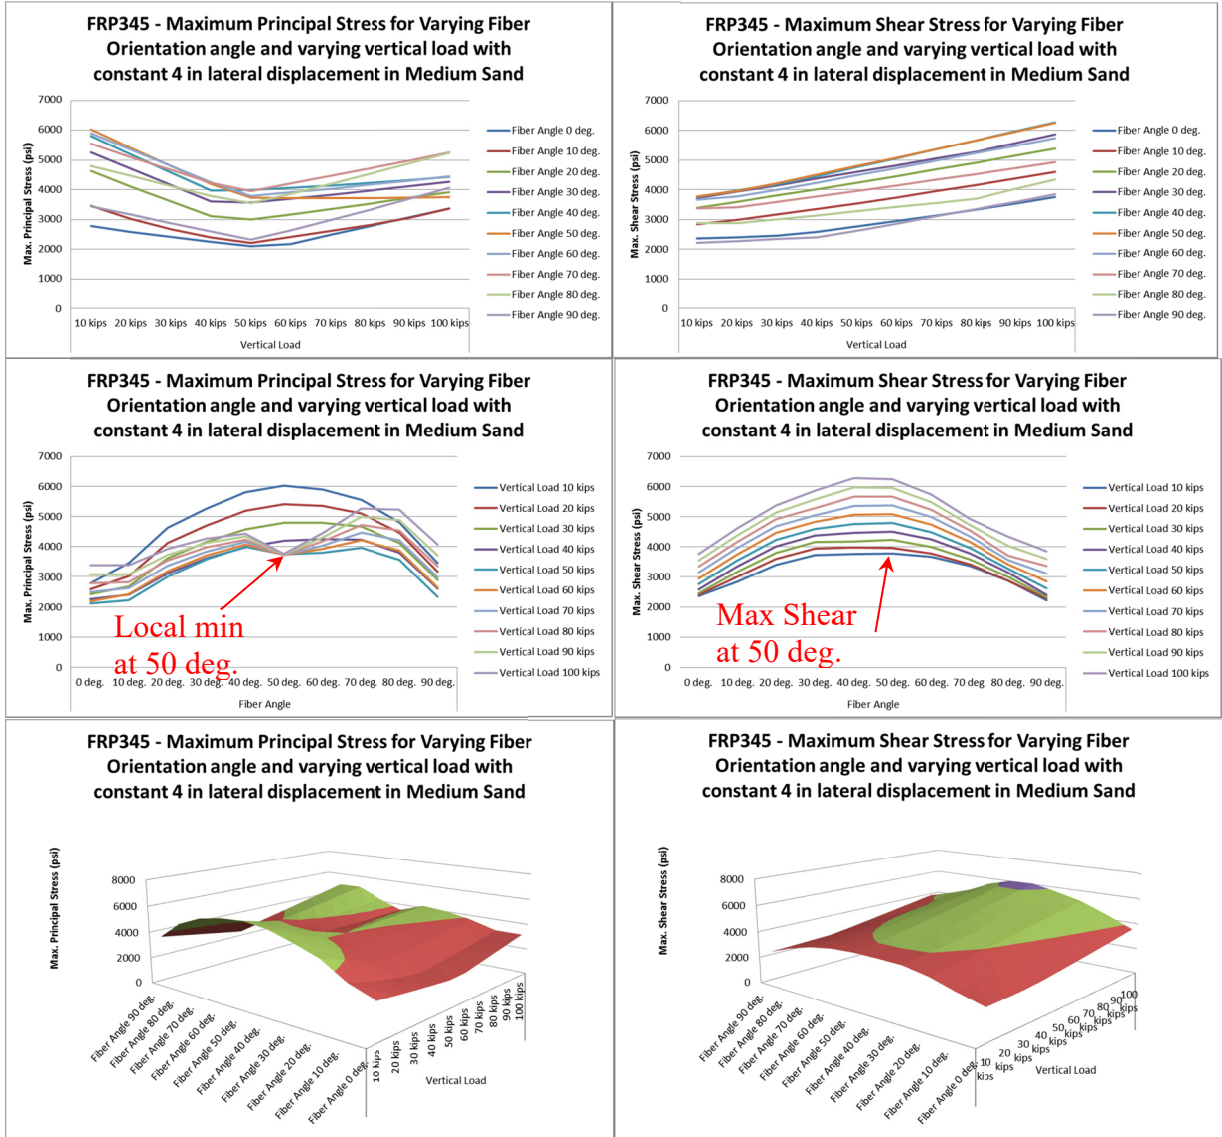 FRP345 - Maximum Principal Stress for Varying Fiber
Orientation angle and varying vertical load with
constant 4 in lateral displacement in Medium Sand
Max. Principal Stress (psi)
7000
6000
5000
4000
3000
2000
1000
0
10 kips 20 kips 30 kips 40 kips 50 kips 60 kips 70 kips 80 kips 90 kips 100 kips
Vertical Load
Fiber Angle 0 deg.
Fiber Angle 10 deg.
Fiber Angle 20 deg.
Fiber Angle 30 deg.
Fiber Angle 40 deg.
Fiber Angle 50 deg.
Fiber Angle 60 deg.
Fiber Angle 70 deg.
Fiber Angle 80 deg.
Fiber Angle 90 deg.
FRP345 - Maximum Shear Stress for Varying Fiber
Orientation angle and varying vertical load with
constant 4 in lateral displacement in Medium Sand
Max. Shear Stress (psi)
7000
6000
5000
4000
3000
2000
1000
0
10 kips 20 kips 30 kips 40 kips 50 kips 60 kips 70 kips 80 kips 90 kips 100 kips
Vertical Load
Fiber Angle 0 deg.
Fiber Angle 10 deg.
Fiber Angle 20 deg.
Fiber Angle 30 deg.
Fiber Angle 40 deg.
Fiber Angle 50 deg.
Fiber Angle 60 deg.
Fiber Angle 70 deg.
Fiber Angle 80 deg.
Fiber Angle 90 deg.
FRP345 - Maximum Principal Stress for Varying Fiber
Orientation angle and varying vertical load with
constant 4 in lateral displacement in Medium Sand
Max. Principal Stress (psi)
7000
6000
5000
4000
3000
2000
1000
0
Local min
at 50 deg.
0 deg. 10 deg. 20 deg. 30 deg. 40 deg. 50 deg. 60 deg. 70 deg. 80 deg. 90 deg.
Fiber Angle
Vertical Load 10 kips
Vertical Load 20 kips
Vertical Load 30 kips
Vertical Load 40 kips
Vertical Load 50 kips
Vertical Load 60 kips
Vertical Load 70 kips
Vertical Load 80 kips
Vertical Load 90 kips
Vertical Load 100 kips
FRP345 - Maximum Shear Stress for Varying Fiber
Orientation angle and varying vertical load with
constant 4 in lateral displacement in Medium Sand
Max. Shear Stress (psi)
7000
6000
5000
4000
3000
2000
1000
0
Max Shear
at 50 deg.
0 deg. 10 deg. 20 deg. 30 deg. 40 deg. 50 deg. 60 deg. 70 deg. 80 deg. 90 deg.
Fiber Angle
Vertical Load 10 kips
Vertical Load 20 kips
Vertical Load 30 kips
Vertical Load 40 kips
Vertical Load 50 kips
Vertical Load 60 kips
Vertical Load 70 kips
Vertical Load 80 kips
Vertical Load 90 kips
Vertical Load 100 kips
FRP345 - Maximum Principal Stress for Varying Fiber
Orientation angle and varying vertical load with
constant 4 in lateral displacement in Medium Sand
Max. Principal Stress (psi)
8000
6000
4000
2000
0
Fiber Angle 90 deg.
Fiber Angle 80 deg.
Fiber Angle 70 deg.
Fiber Angle 60 deg.
Fiber Angle 50 deg.
Fiber Angle 40 deg.
Fiber Angle 30 deg.
Fiber Angle 20 deg.
Fiber Angle 10 deg.
Fiber Angle 0 deg.
10 kips
20 kips
30 kips
40 kips
50 kips
60 kips
70 kips
80 kips
90 kips
100 kips
Vertical Load
FRP345 - Maximum Shear Stress for Varying Fiber
Orientation angle and varying vertical load with
constant 4 in lateral displacement in Medium Sand
Max. Shear Stress (psi)
8000
6000
4000
2000
0
Fiber Angle 90 deg.
Fiber Angle 80 deg.
Fiber Angle 70 deg.
Fiber Angle 60 deg.
Fiber Angle 50 deg.
Fiber Angle 40 deg.
Fiber Angle 30 deg.
Fiber Angle 20 deg.
Fiber Angle 10 deg.
Fiber Angle 0 deg.
10 kips
20 kips
30 kips
40 kips
50 kips
60 kips
70 kips
80 kips
90 kips
100 kips
Vertical Load